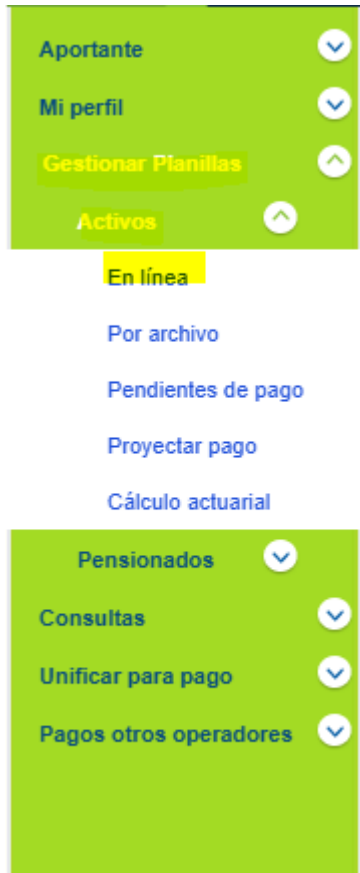 Aportante
Mi perfil
Gestionar Planillas
Activos
En línea
Por archivo
Pendientes de pago
Proyectar pago
Cálculo actuarial
Pensionados
Consultas
Unificar para pago
Pagos otros operadores